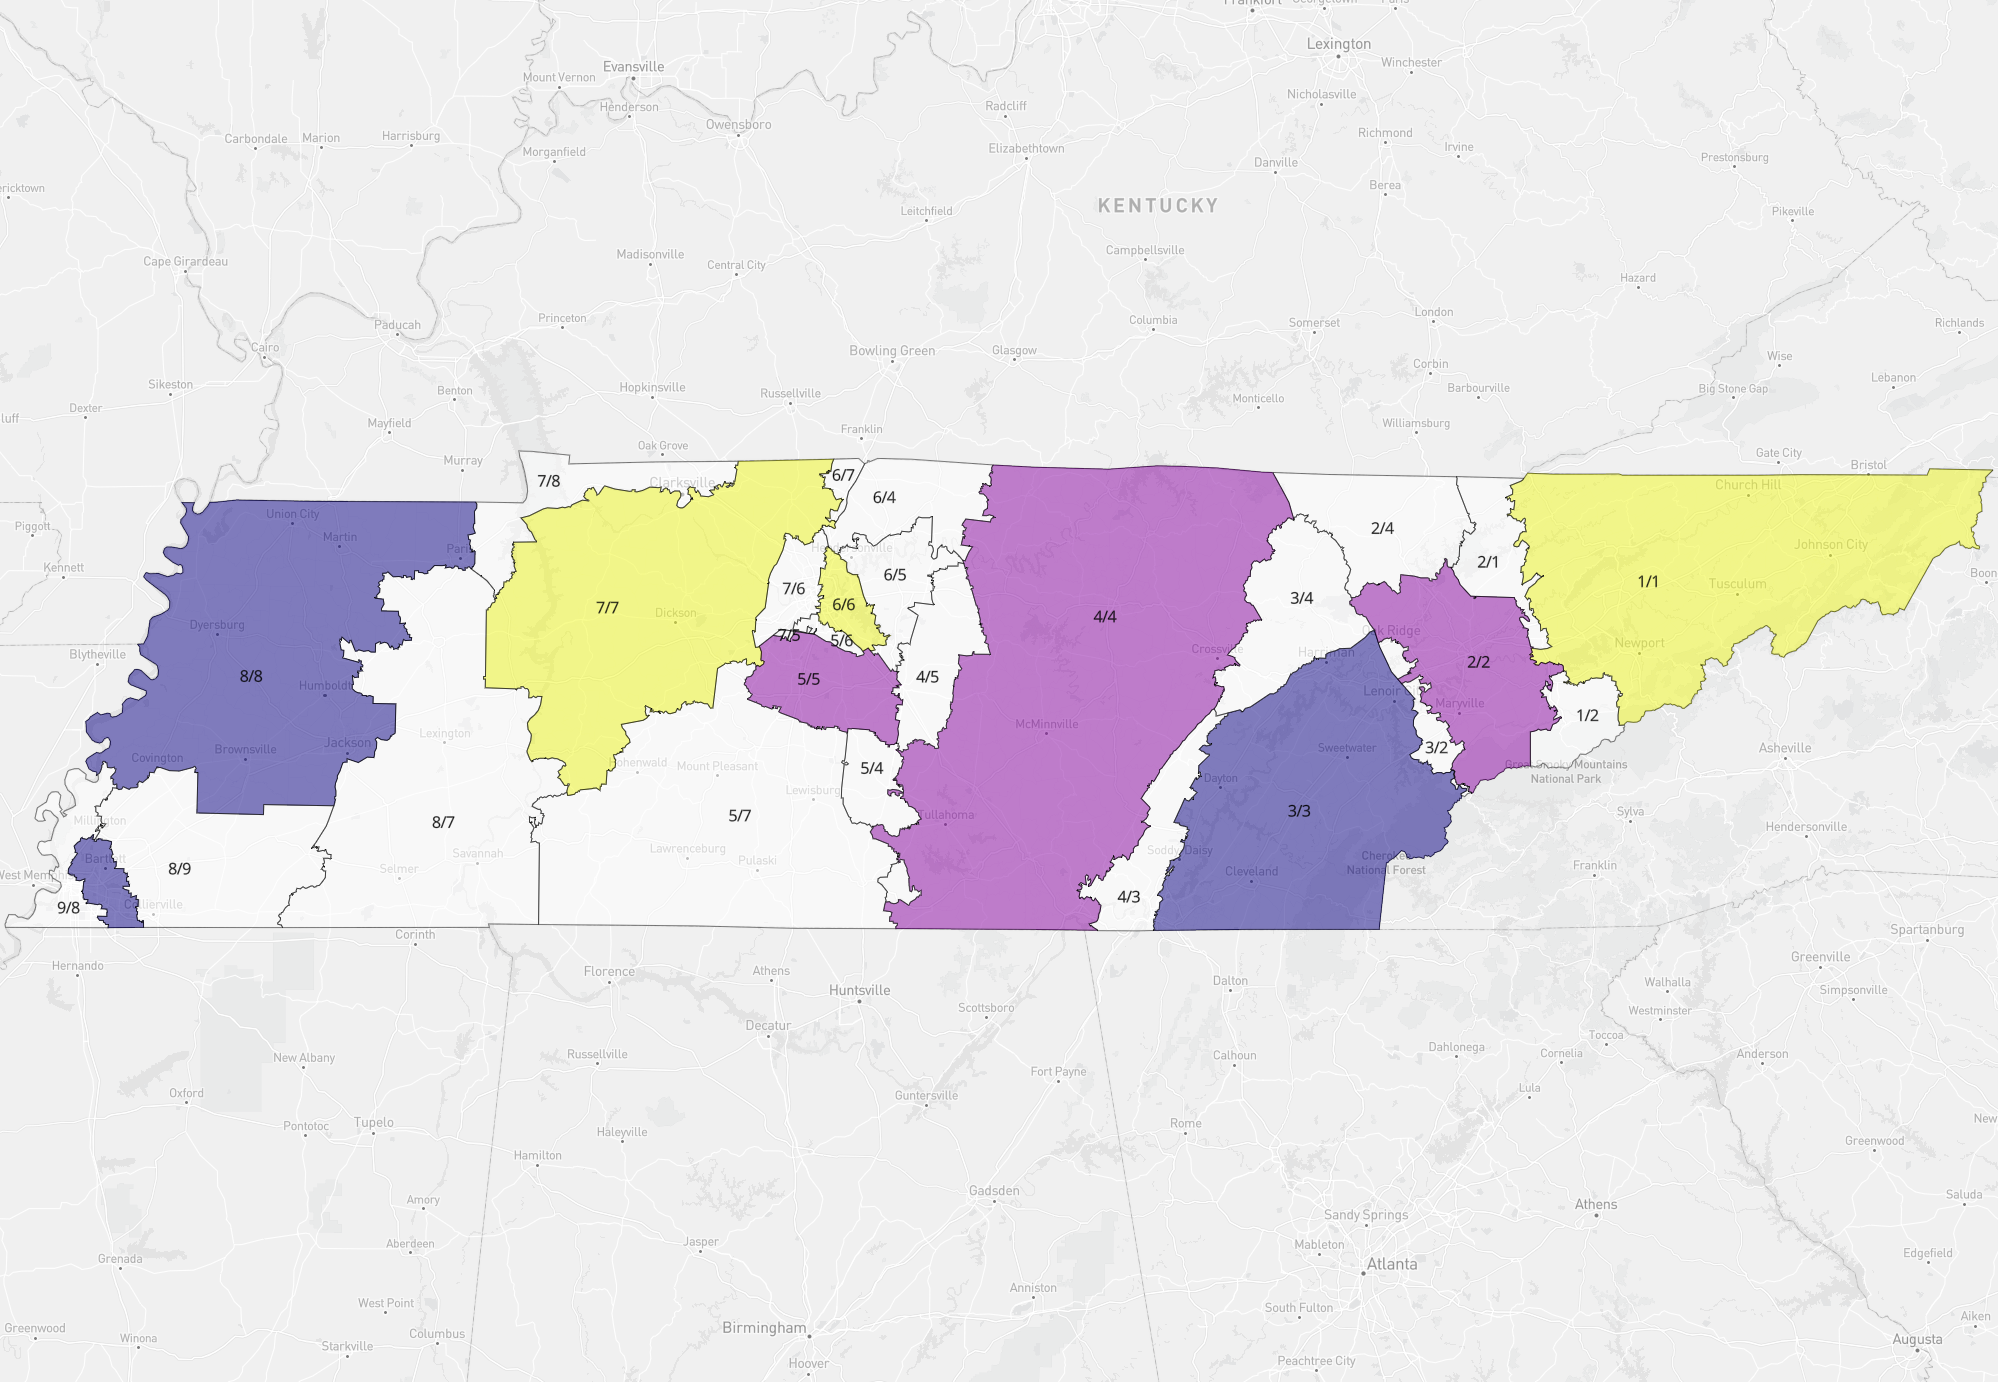 Frankfort
Georgetown
Paris
Lexington
Winchester
Evansville
Mount Vernon
Henderson
Nicholasville
Radcliff
Owensboro
Carbondale
Marion
Harrisburg
Richmond
Irvine
Elizabethtown
Morganfield
Danville
Prestonsburg
ericktown
Berea
KENTUCKY
Leitchfield
Pikeville
Madisonville
Campbellsville
Cape Girardeau
Central City
Hazard
Princeton
Paducah
Columbia
Somerset
London
Richlands
Cairo
Bowling Green
Glasgow
Wise
Corbin
Sikeston
Benton
Hopkinsville
Russellville
Barbourville
Big Stone Gap
Lebanon
Dexter
Monticello
luff
Mayfield
Franklin
Williamsburg
Oak Grove
Murray
Gate City
Bristol
7/8
Clarksville
6/7
6/4
Church Hill
Union City
Piggott
Martin
2/4
Hendersonville
Paris
Johnson City
2/1
Kennett
7/6
6/5
Boon
1/1
Tusculum
3/4
7/7
Dickson
6/6
4/4
Dyersburg
7/5
5/6
Oak Ridge
Newport
Blytheville
Crossville
Harriman
2/2
8/8
5/5
4/5
Humboldt
Lenoir
Maryville
1/2
McMinnville
Lexington
Jackson
Brownsville
Sweetwater
3/2
Asheville
Covington
Hohenwald
Mount Pleasant
5/4
Great Smoky Mountains
National Park
Dayton
Lewisburg
Millington
8/7
5/7
Tullahoma
3/3
Sylva
Hendersonville
Bartlett
Savannah
Lawrenceburg
Pulaski
Soddy-Daisy
Cherokee
National Forest
Franklin
8/9
Selmer
West Memphis
Cleveland
9/8
Collierville
4/3
Corinth
Spartanburg
Hernando
Florence
Athens
Greenville
Dalton
Walhalla
Huntsville
Simpsonville
Scottsboro
Westminster
Decatur
Toccoa
New Albany
Russellville
Calhoun
Dahlonega
Cornelia
Anderson
Fort Payne
Oxford
Guntersville
Lula
Pontotoc
Tupelo
Rome
New
Haleyville
Greenwood
Hamilton
Amory
Gadsden
Saluda
Athens
Sandy Springs
Aberdeen
Jasper
Mableton
Grenada
Edgefield
Atlanta
Anniston
West Point
South Fulton
Aiken
Greenwood
Winona
Columbus
Birmingham
Starkville
Augusta
Hoover
Peachtree City